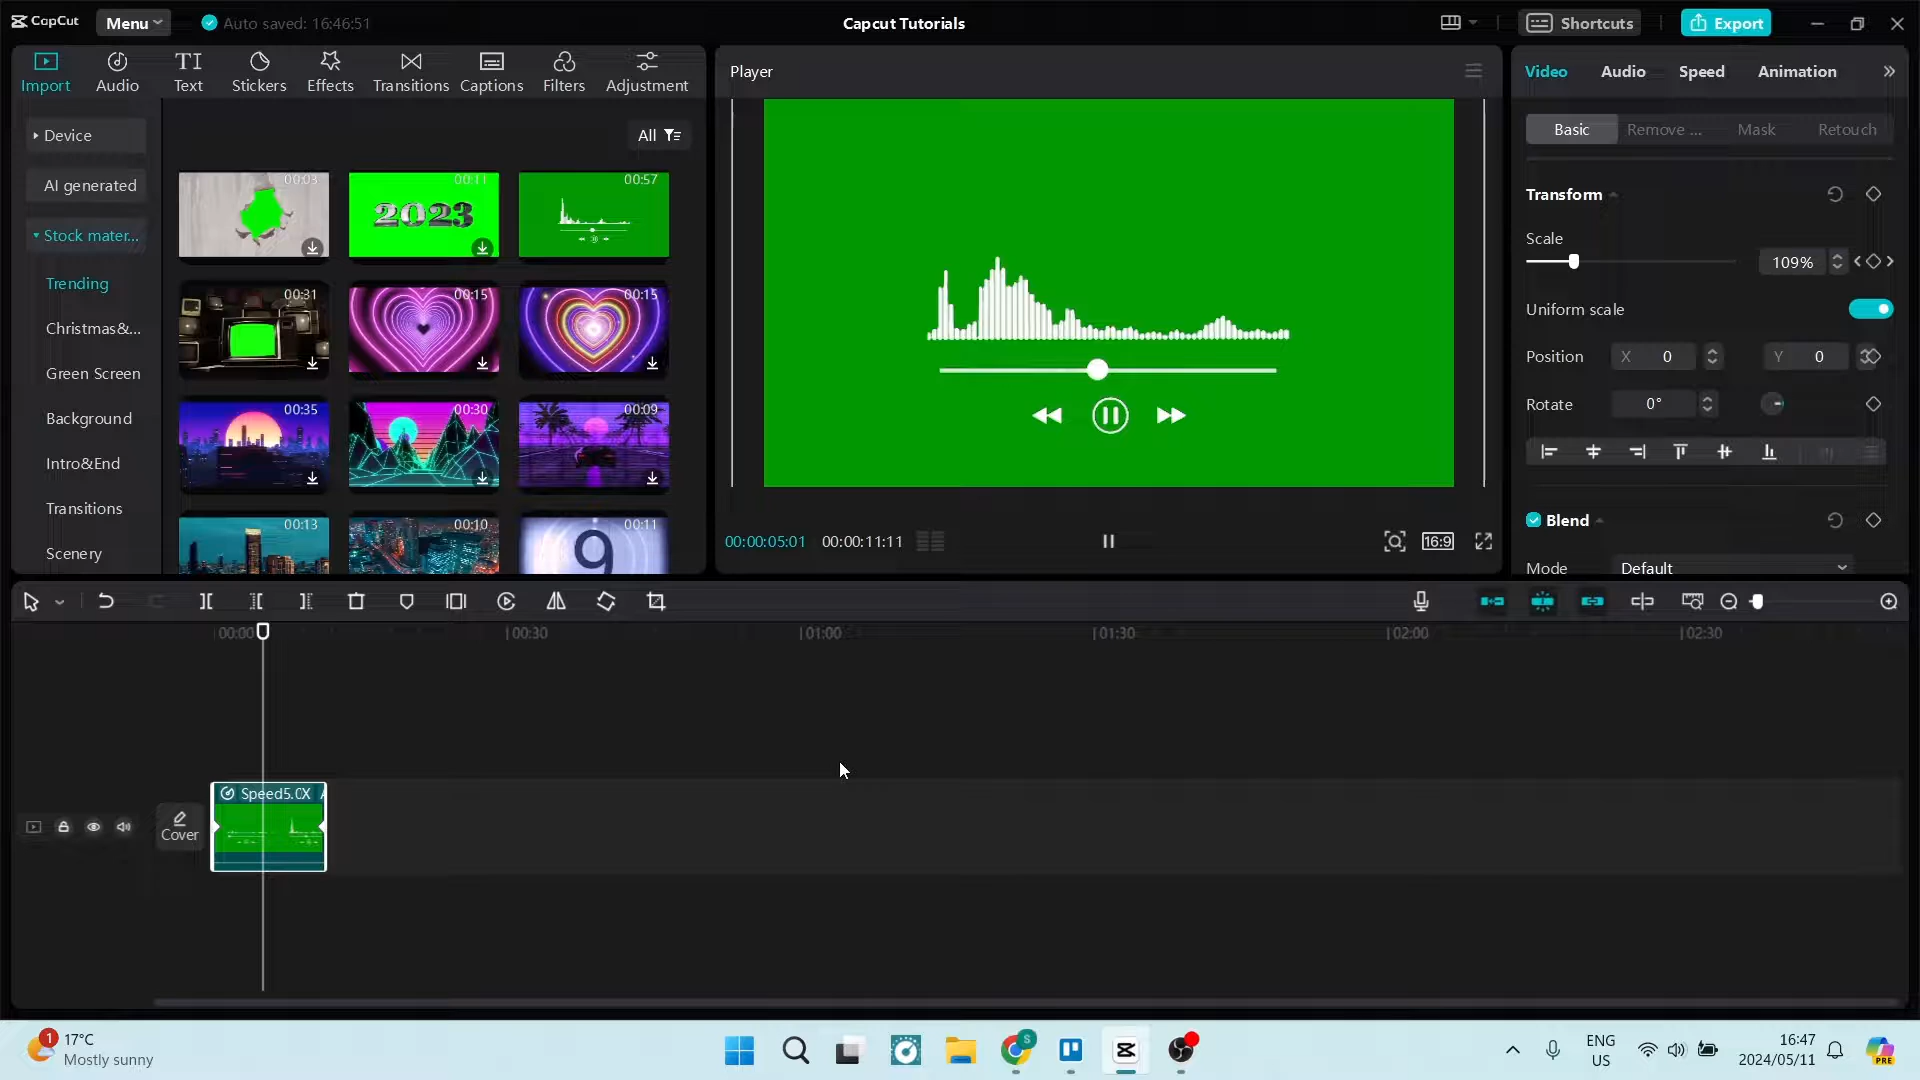 CapCut
Menu
Auto saved: 16:46:51
Capcut Tutorials
Shortcuts
Export
Import
Audio
Text
Stickers
Effects
Transitions
Captions
Filters
Adjustment
Device
AI generated
Stock mater...
Trending
Christmas&...
Green Screen
Background
Intro&End
Transitions
Scenery
All
00:03
00:11
2023
00:57
00:31
00:15
00:15
00:35
00:30
00:09
00:13
00:10
00:11
9
Player
00:00:05:01
00:00:11:11
16:9
Video
Audio
Speed
Animation
Basic
Remove ...
Mask
Retouch
Transform
Scale
109%
Uniform scale
Position
X 0
Y 0
Rotate
0°
Blend
Mode
Default
00:00
00:30
01:00
01:30
02:00
02:30
Cover
Speed5.0X
1
17°C
Mostly sunny
S
ENG
US
16:47
2024/05/11
PRE